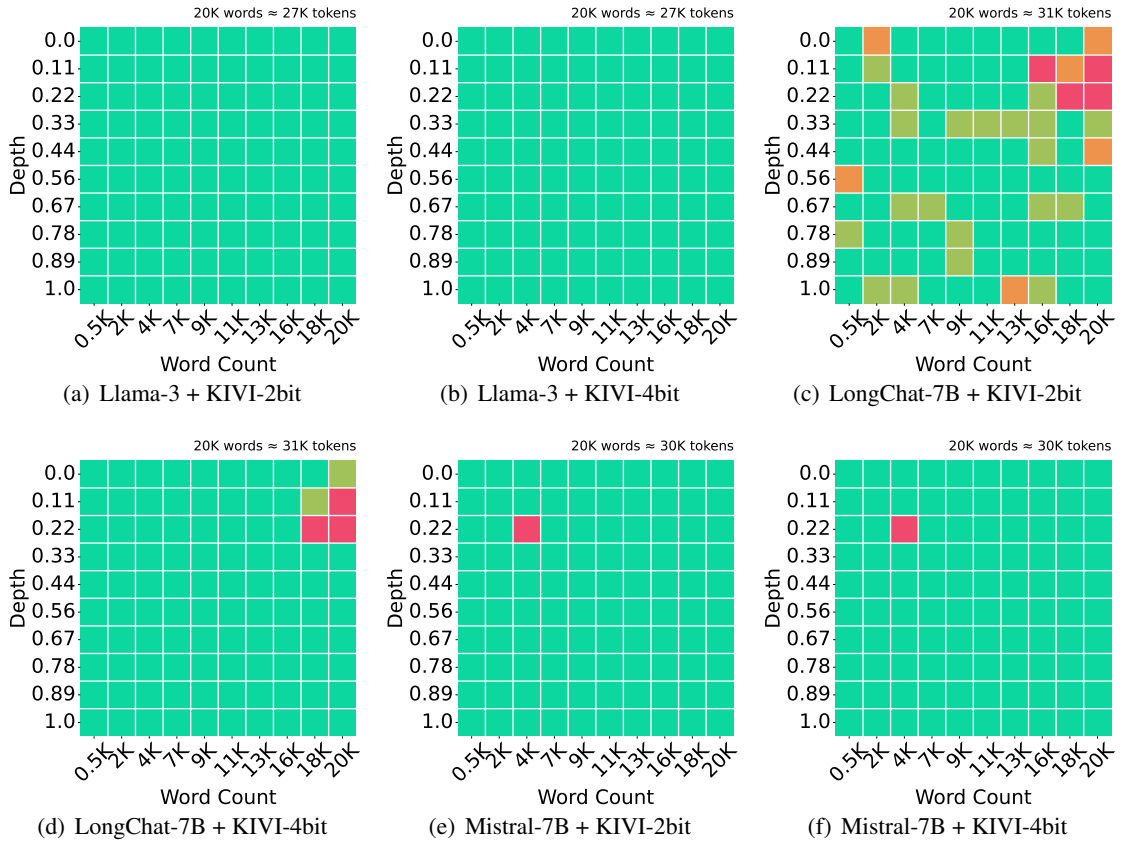 20K words ≈ 27K tokens
0.0
0.11
0.22
0.33
0.44
0.56
0.67
0.78
0.89
1.0
Depth
0.5K 2K 4K 7K 9K 11K 13K 16K 18K 20K
Word Count
(a) Llama-3 + KIVI-2bit
20K words ≈ 27K tokens
0.0
0.11
0.22
0.33
0.44
0.56
0.67
0.78
0.89
1.0
Depth
0.5K 2K 4K 7K 9K 11K 13K 16K 18K 20K
Word Count
(b) Llama-3 + KIVI-4bit
20K words ≈ 31K tokens
0.0
0.11
0.22
0.33
0.44
0.56
0.67
0.78
0.89
1.0
Depth
0.5K 2K 4K 7K 9K 11K 13K 16K 18K 20K
Word Count
(c) LongChat-7B + KIVI-2bit
20K words ≈ 31K tokens
0.0
0.11
0.22
0.33
0.44
0.56
0.67
0.78
0.89
1.0
Depth
0.5K 2K 4K 7K 9K 11K 13K 16K 18K 20K
Word Count
(d) LongChat-7B + KIVI-4bit
20K words ≈ 30K tokens
0.0
0.11
0.22
0.33
0.44
0.56
0.67
0.78
0.89
1.0
Depth
0.5K 2K 4K 7K 9K 11K 13K 16K 18K 20K
Word Count
(e) Mistral-7B + KIVI-2bit
20K words ≈ 30K tokens
0.0
0.11
0.22
0.33
0.44
0.56
0.67
0.78
0.89
1.0
Depth
0.5K 2K 4K 7K 9K 11K 13K 16K 18K 20K
Word Count
(f) Mistral-7B + KIVI-4bit